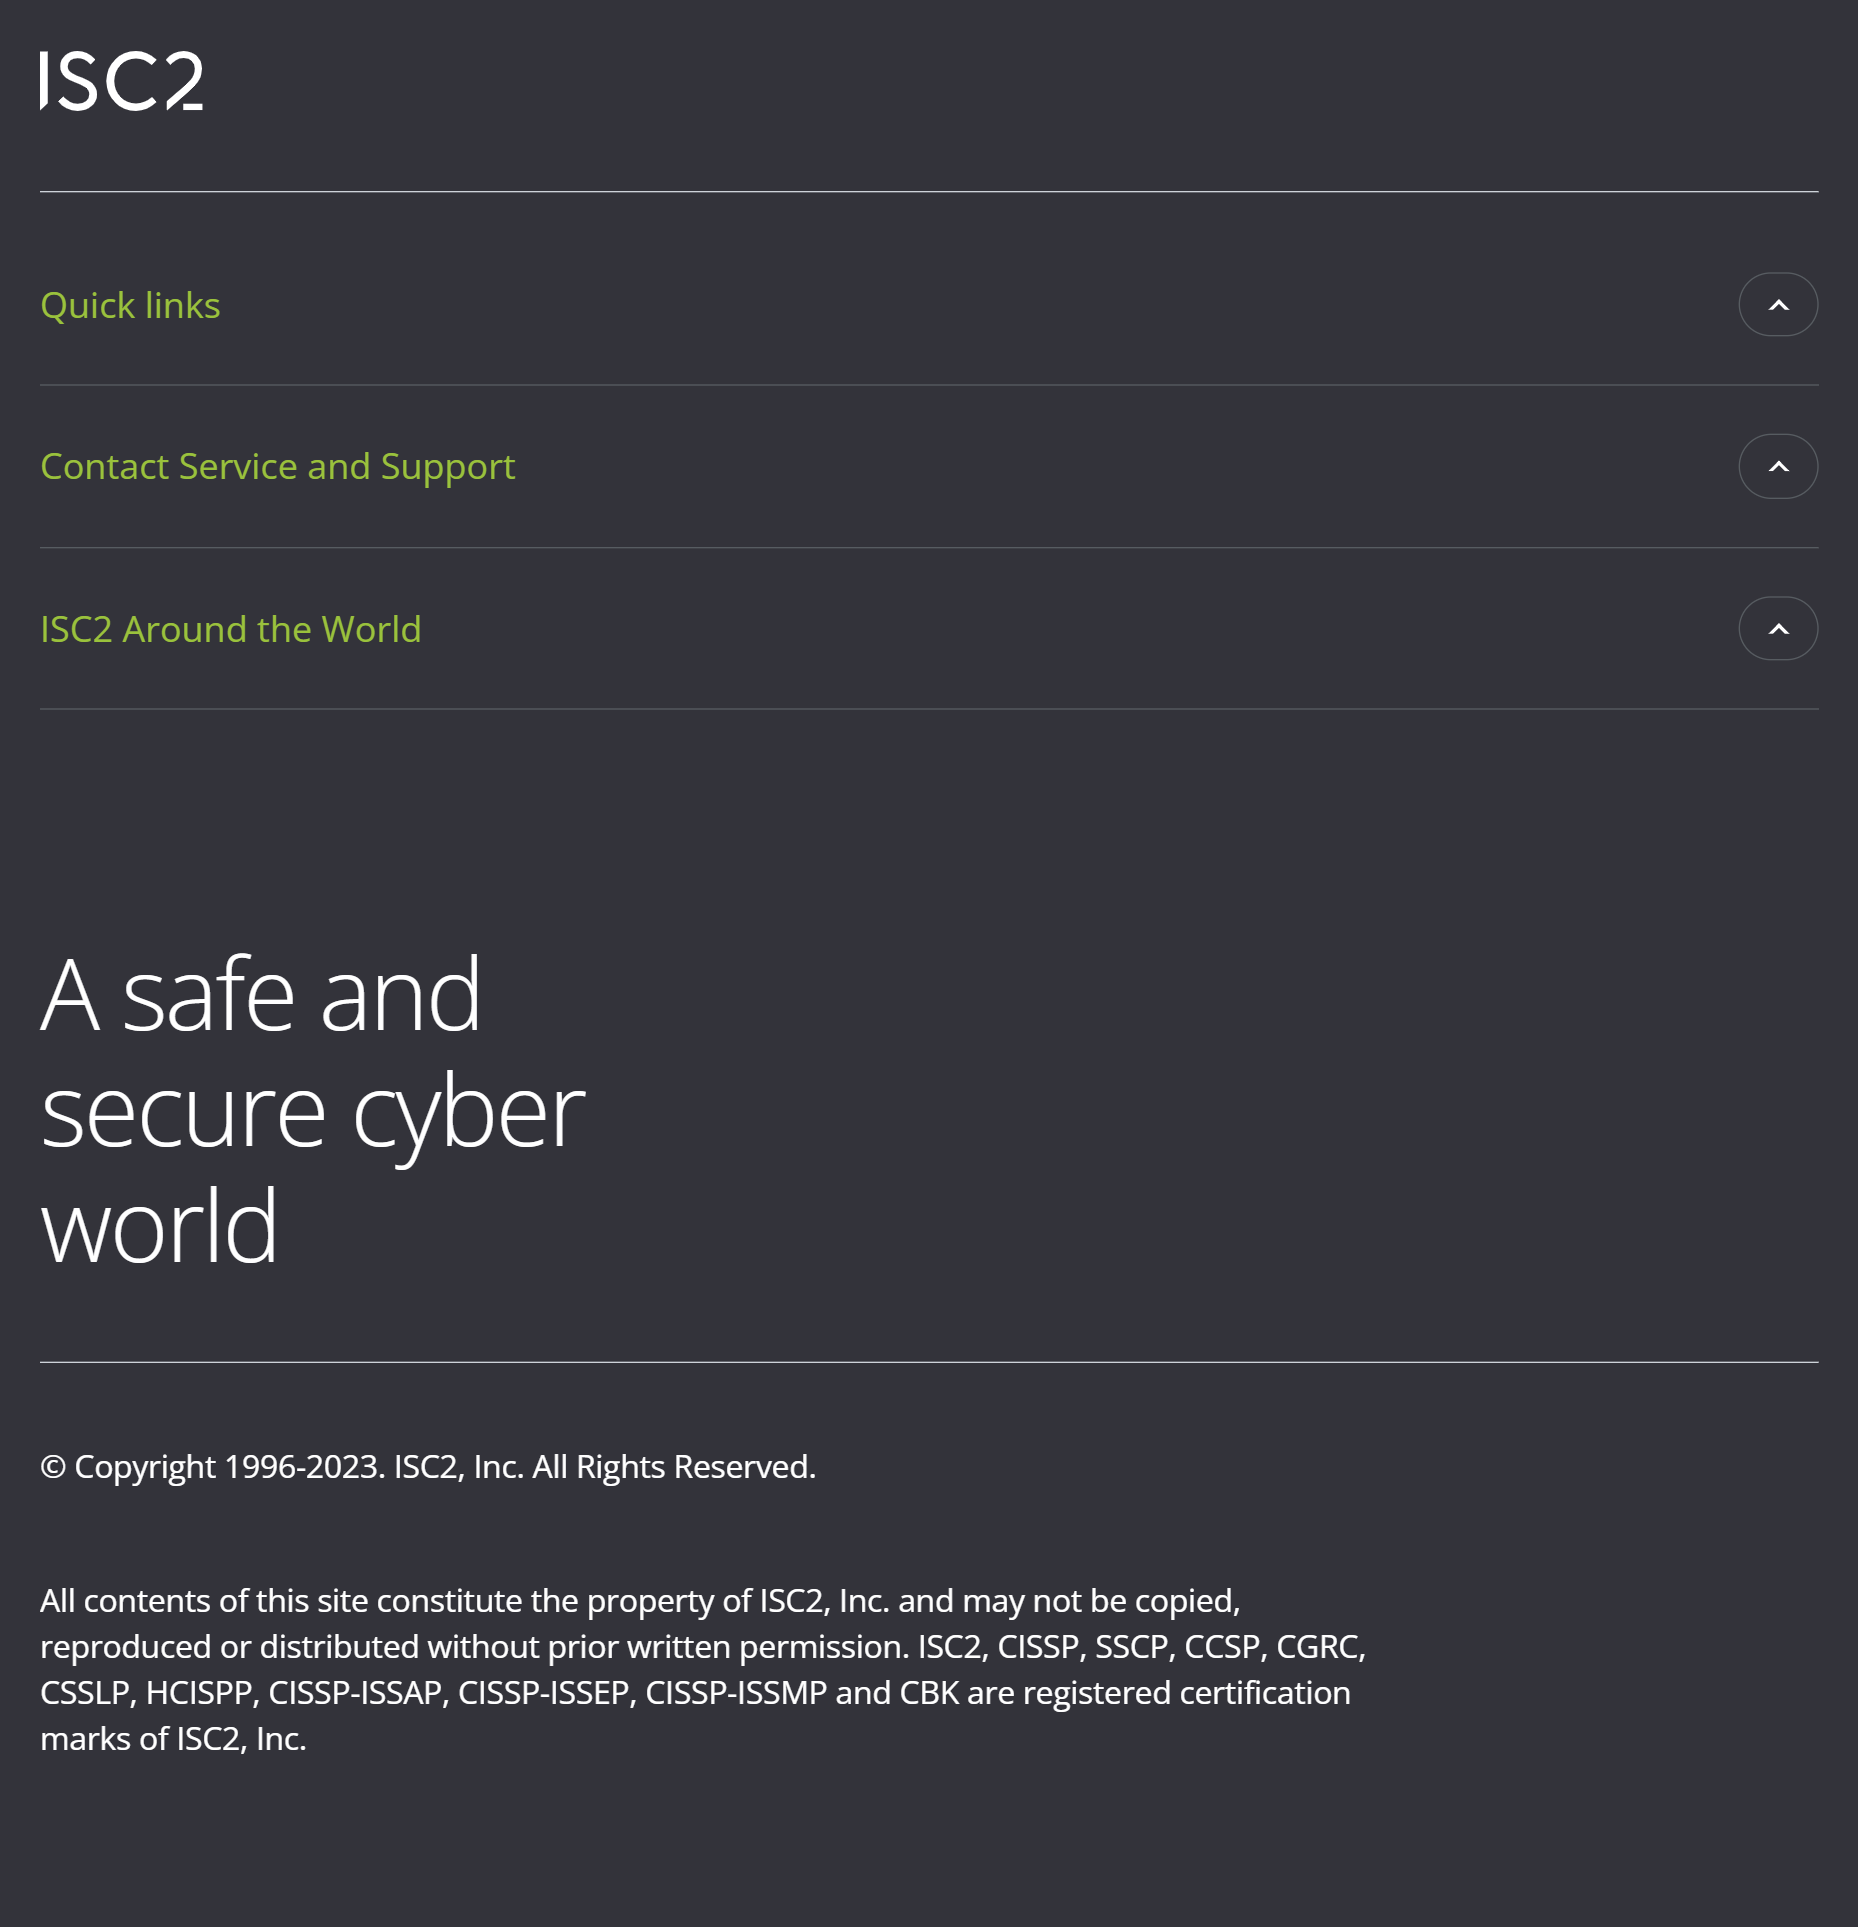 ISC2
Quick links
Contact Service and Support
ISC2 Around the World
A safe and
secure cyber
world
© Copyright 1996-2023. ISC2, Inc. All Rights Reserved.
All contents of this site constitute the property of ISC2, Inc. and may not be copied,
reproduced or distributed without prior written permission. ISC2, CISSP, SSCP, CCSP, CGRC,
CSSLP, HCISPP, CISSP-ISSAP, CISSP-ISSEP, CISSP-ISSMP and CBK are registered certification
marks of ISC2, Inc.